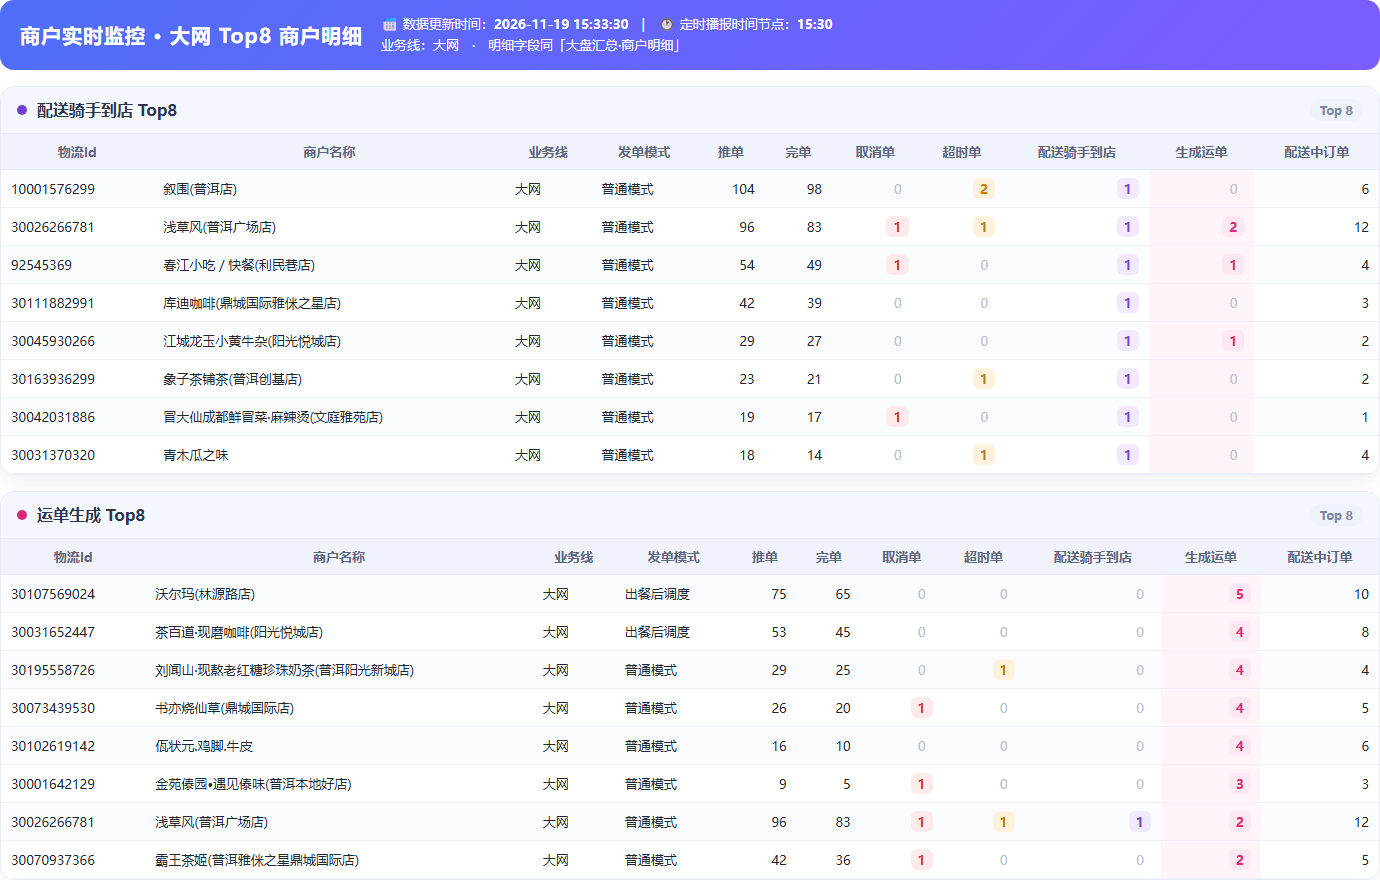 商户实时监控 • 大网 Top8 商户明细
数据更新时间：2026-11-19 15:33:30 | 定时播报时间节点：15:30
业务线：大网 · 明细字段同「大盘汇总·商户明细」
配送骑手到店 Top8 Top 8
物流Id 商户名称 业务线 发单模式 推单 完单 取消单 超时单 配送骑手到店 生成运单 配送中订单
10001576299 叙围(普洱店) 大网 普通模式 104 98 0 2 1 0 6
30026266781 浅草风(普洱广场店) 大网 普通模式 96 83 1 1 1 2 12
92545369 春江小吃 / 快餐(利民巷店) 大网 普通模式 54 49 1 0 1 1 4
30111882991 库迪咖啡(鼎城国际雅侎之星店) 大网 普通模式 42 39 0 0 1 0 3
30045930266 江城龙玉小黄牛杂(阳光悦城店) 大网 普通模式 29 27 0 0 1 1 2
30163936299 象子茶铺茶(普洱创基店) 大网 普通模式 23 21 0 1 1 0 2
30042031886 冒大仙成都鲜冒菜·麻辣烫(文庭雅苑店) 大网 普通模式 19 17 1 0 1 0 1
30031370320 青木瓜之味 大网 普通模式 18 14 0 1 1 0 4
运单生成 Top8 Top 8
物流Id 商户名称 业务线 发单模式 推单 完单 取消单 超时单 配送骑手到店 生成运单 配送中订单
30107569024 沃尔玛(林源路店) 大网 出餐后调度 75 65 0 0 0 5 10
30031652447 茶百道·现磨咖啡(阳光悦城店) 大网 出餐后调度 53 45 0 0 0 4 8
30195558726 刘闻山·现熬老红糖珍珠奶茶(普洱阳光新城店) 大网 普通模式 29 25 0 1 0 4 4
30073439530 书亦烧仙草(鼎城国际店) 大网 普通模式 26 20 1 0 0 4 5
30102619142 佤状元.鸡脚.牛皮 大网 普通模式 16 10 0 0 0 4 6
30001642129 金苑傣园•遇见傣味(普洱本地好店) 大网 普通模式 9 5 1 0 0 3 3
30026266781 浅草风(普洱广场店) 大网 普通模式 96 83 1 1 1 2 12
30070937366 霸王茶姬(普洱雅侎之星鼎城国际店) 大网 普通模式 42 36 1 0 0 2 5